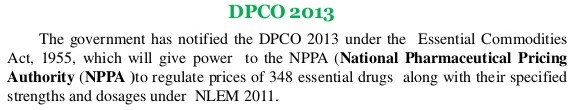 DPCO 2013
The government has notified the DPCO 2013 under the Essential Commodities
Act, 1955, which will give power to the NPPA (National Pharmaceutical Pricing
Authority (NPPA )to regulate prices of 348 essential drugs along with their specified
strengths and dosages under NLEM 2011.